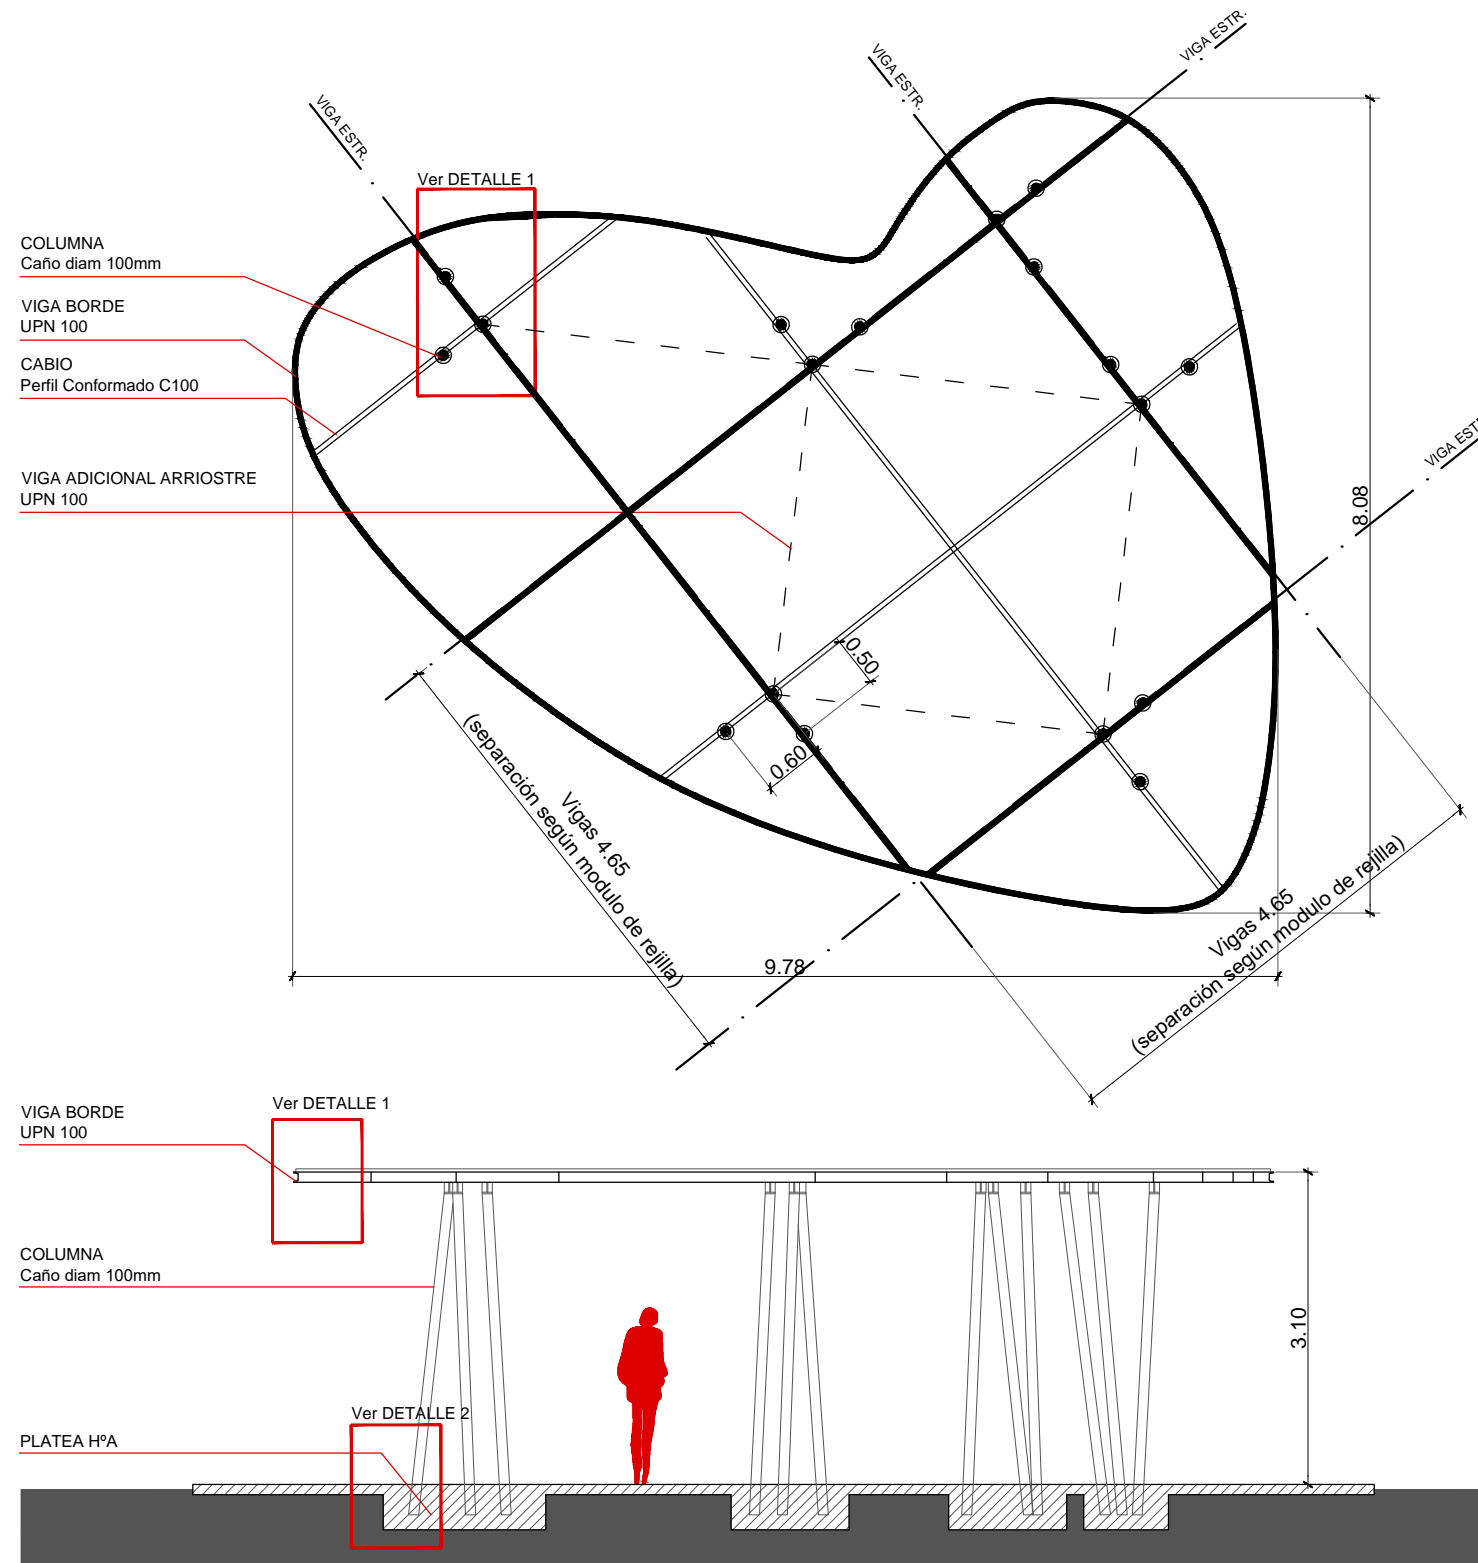 VIGA ESTR.
VIGA ESTR.
VIGA ESTR.
Ver DETALLE 1
COLUMNA
Caño diam 100mm
VIGA BORDE
UPN 100
CABIO
Perfil Conformado C100
VIGA ADICIONAL ARRIOSTRE
UPN 100
VIGA EST
8.08
0.50
0.60
Vigas 4.65
(separación según modulo de rejilla)
Vigas 4.65
(separación según modulo de rejilla)
9.78
Ver DETALLE 1
VIGA BORDE
UPN 100
COLUMNA
Caño diam 100mm
3.10
Ver DETALLE 2
PLATEA HºA